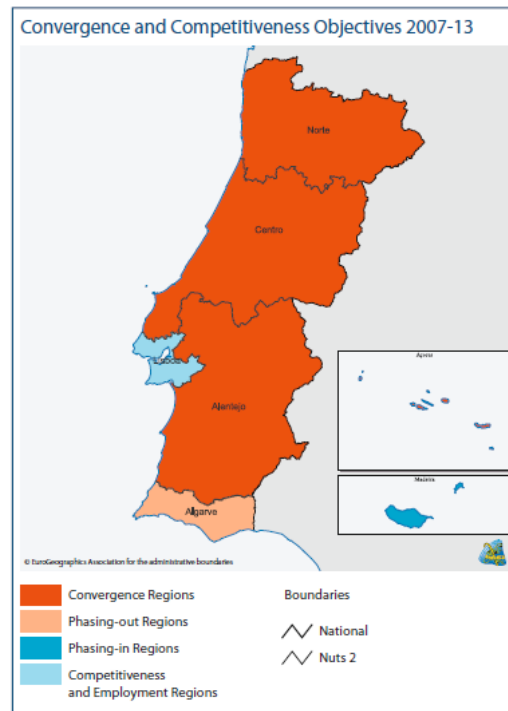 Convergence and Competitiveness Objectives 2007-13
Norte
Centro
Lisboa
Alentejo
Açores
Madeira
Algarve
© EuroGeographics Association for the administrative boundaries
Convergence Regions
Phasing-out Regions
Phasing-in Regions
Competitiveness
and Employment Regions
Boundaries
National
Nuts 2